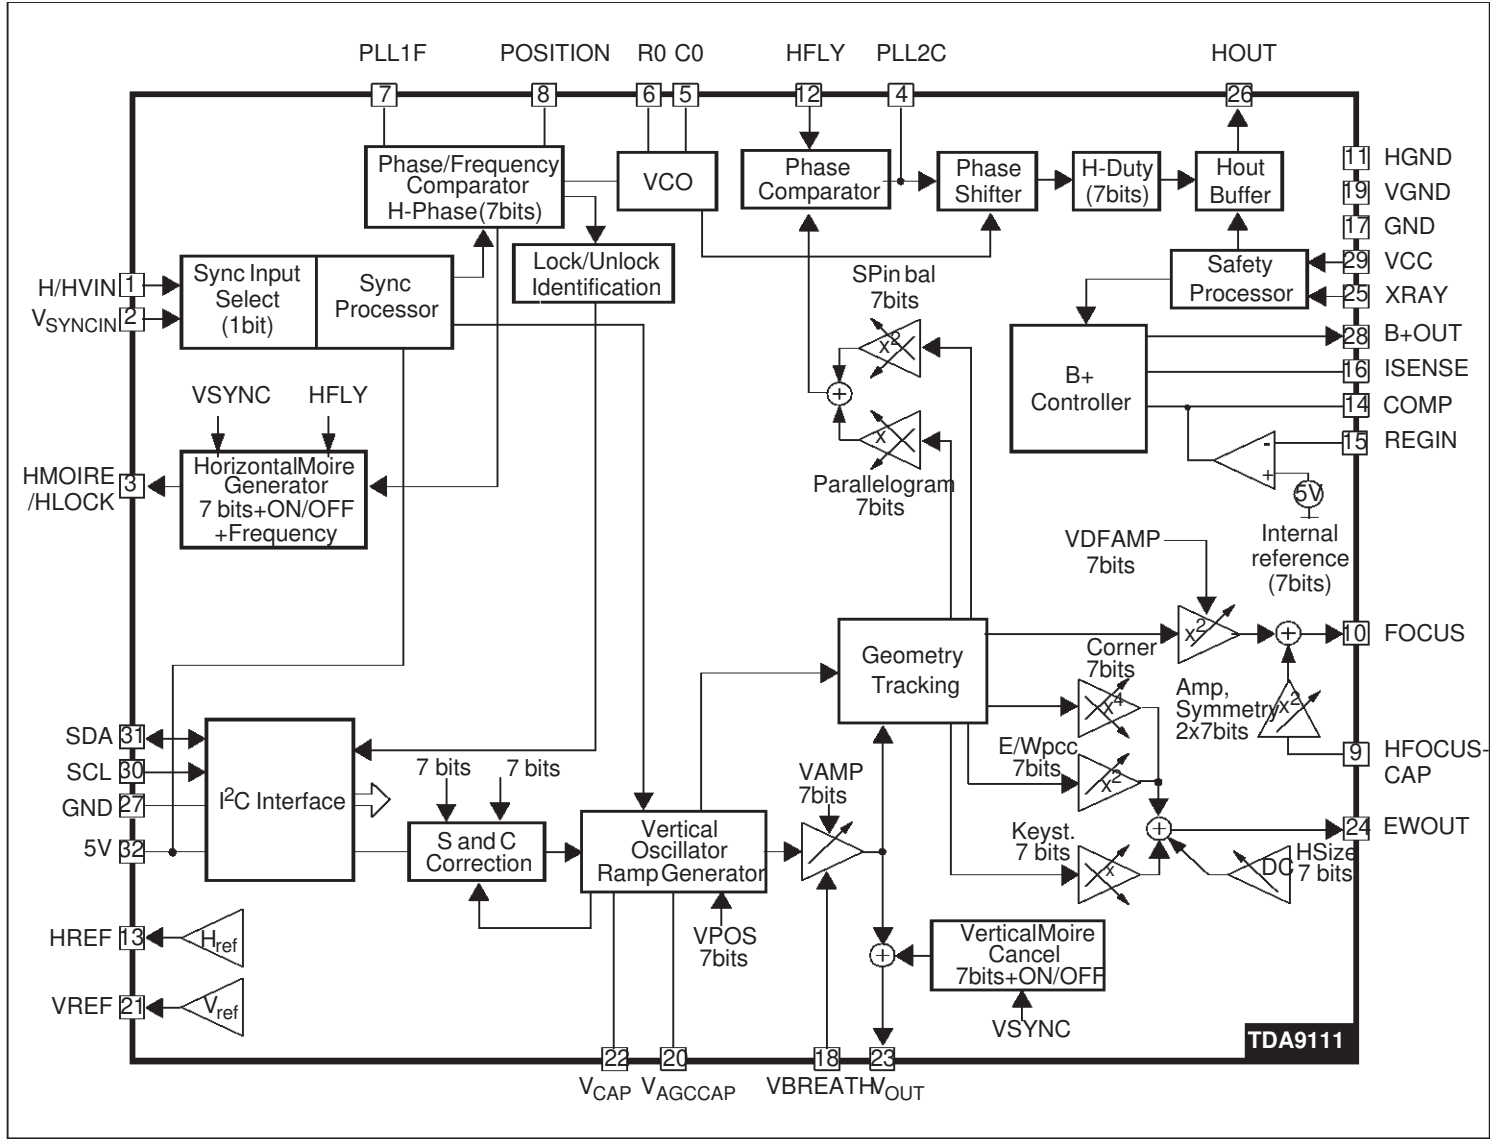 PLL1F
POSITION
R0 C0
HFLY
PLL2C
HOUT
7
8
6
5
12
4
26
Phase/Frequency
Comparator
H-Phase(7bits)
VCO
Phase
Comparator
Phase
Shifter
H-Duty
(7bits)
Hout
Buffer
11 HGND
19 VGND
17 GND
29 VCC
25 XRAY
28 B+OUT
16 ISENSE
14 COMP
15 REGIN
Safety
Processor
H/HVIN 1
VSYNCIN 2
Sync Input
Select
(1bit)
Sync
Processor
Lock/Unlock
Identification
SPin bal
7bits
x2
+
x
Parallelogram
7bits
B+
Controller
-
+
5V
Internal
reference
(7bits)
VSYNC
HFLY
HMOIRE
/HLOCK
3
HorizontalMoire
Generator
7 bits+ON/OFF
+Frequency
VDFAMP
7bits
x2
+
10 FOCUS
Geometry
Tracking
Corner
7bits
x4
Amp,
Symmetry
2x7bits
x2
9 HFOCUS-
CAP
E/Wpcc
7bits
x2
SDA 31
SCL 30
GND 27
5V 32
I2C Interface
7 bits
7 bits
S and C
Correction
Vertical
Oscillator
Ramp Generator
VAMP
7bits
Keyst.
7 bits
x
+
24 EWOUT
DC
HSize
7 bits
VPOS
7bits
HREF 13
Href
VREF 21
Vref
+
VerticalMoire
Cancel
7bits+ON/OFF
VSYNC
TDA9111
22
20
18
23
VCAP
VAGCCAP
VBREATH
VOUT